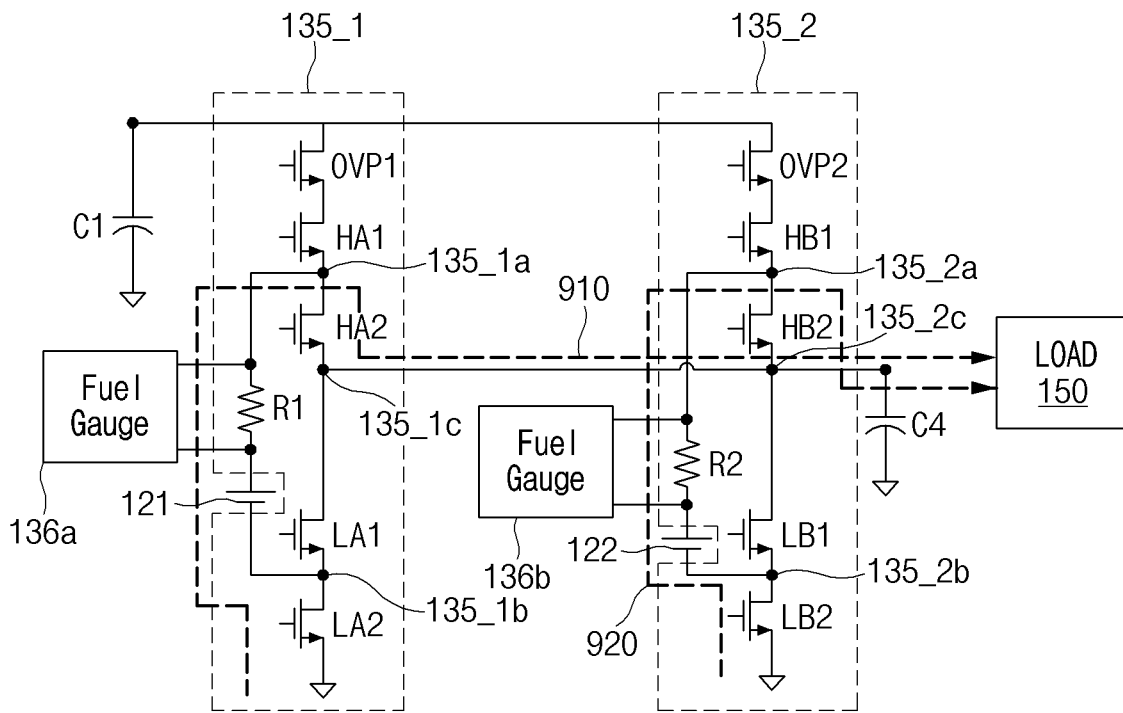 135_1
135_2
OVP1
OVP2
C1
HA1
HB1
135_1a
135_2a
910
HA2
HB2
135_2c
LOAD
150
Fuel
Gauge
R1
135_1c
C4
Fuel
Gauge
R2
121
136a
LA1
122
LB1
136b
135_1b
135_2b
LA2
920
LB2